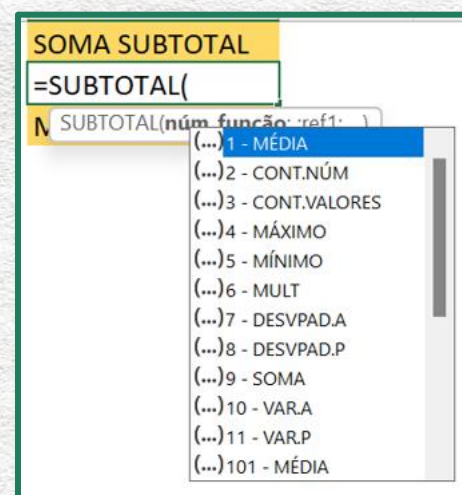 SOMA SUBTOTAL
=SUBTOTAL(
SUBTOTAL(núm_função; ref1; ...)
(...) 1 - MÉDIA
(...) 2 - CONT.NÚM
(...) 3 - CONT.VALORES
(...) 4 - MÁXIMO
(...) 5 - MÍNIMO
(...) 6 - MULT
(...) 7 - DESVPAD.A
(...) 8 - DESVPAD.P
(...) 9 - SOMA
(...) 10 - VAR.A
(...) 11 - VAR.P
(...) 101 - MÉDIA